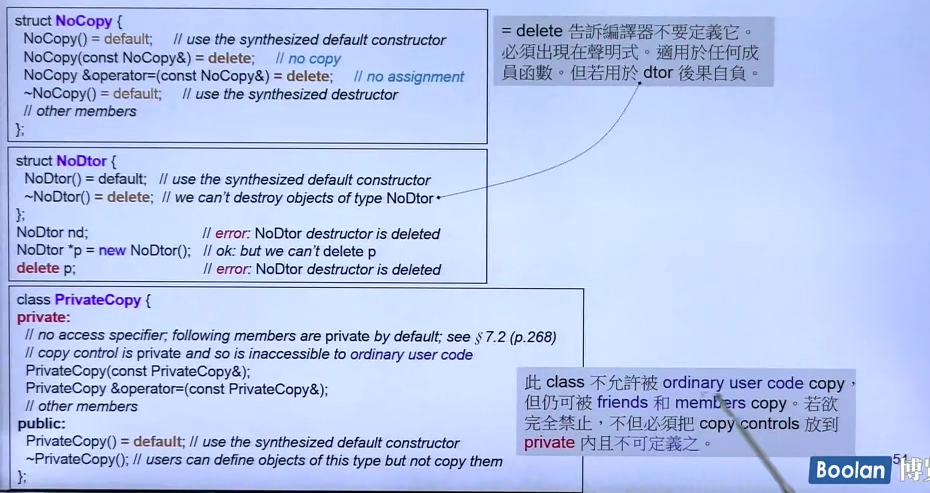 struct NoCopy {
NoCopy() = default; // use the synthesized default constructor
NoCopy(const NoCopy&) = delete; // no copy
NoCopy &operator=(const NoCopy&) = delete; // no assignment
~NoCopy() = default; // use the synthesized destructor
// other members
};
= delete 告訴編譯器不要定義它。
必須出現在聲明式。適用於任何成
員函數。但若用於 dtor 後果自負。
struct NoDtor {
NoDtor() = default; // use the synthesized default constructor
~NoDtor() = delete; // we can't destroy objects of type NoDtor
};
NoDtor nd; // error: NoDtor destructor is deleted
NoDtor *p = new NoDtor(); // ok: but we can't delete p
delete p; // error: NoDtor destructor is deleted
class PrivateCopy {
private:
// no access specifier; following members are private by default; see §7.2 (p.268)
// copy control is private and so is inaccessible to ordinary user code
PrivateCopy(const PrivateCopy&);
PrivateCopy &operator=(const PrivateCopy&);
// other members
public:
PrivateCopy() = default; // use the synthesized default constructor
~PrivateCopy(); // users can define objects of this type but not copy them
};
此 class 不允許被 ordinary user code copy，
但仍可被 friends 和 members copy。若欲
完全禁止，不但必須把 copy controls 放到
private 內且不可定義之。
51
Boolan 博